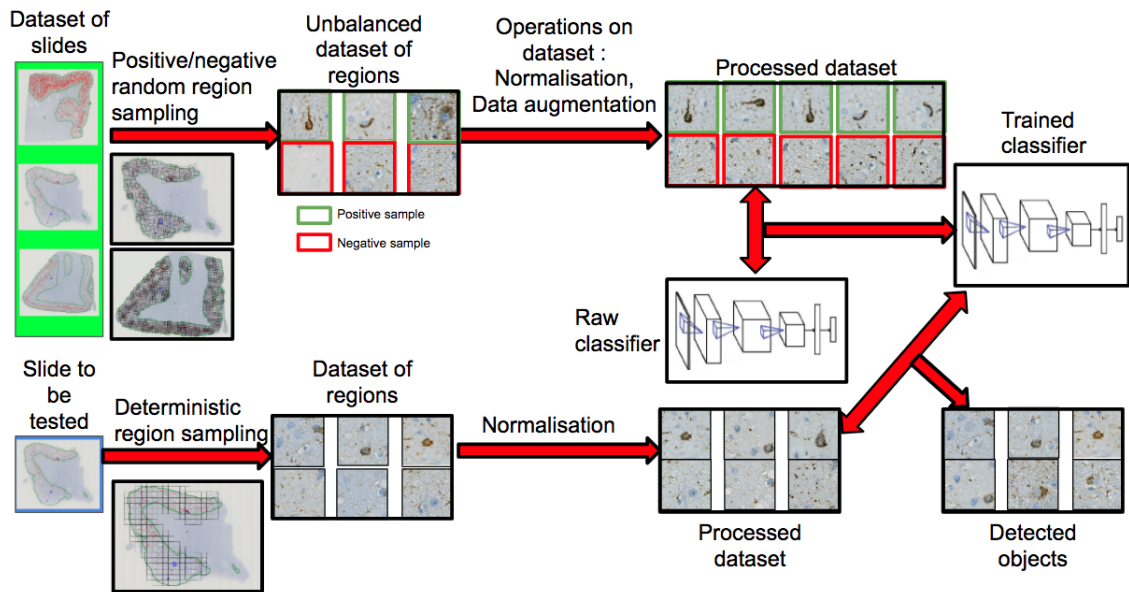 Dataset of
slides
Positive/negative
random region
sampling
Unbalanced
dataset of
regions
Operations on
dataset :
Normalisation,
Data augmentation
Processed dataset
Trained
classifier
Positive sample
Negative sample
Raw
classifier
Slide to
be
tested
Deterministic
region sampling
Dataset of
regions
Normalisation
Processed
dataset
Detected
objects